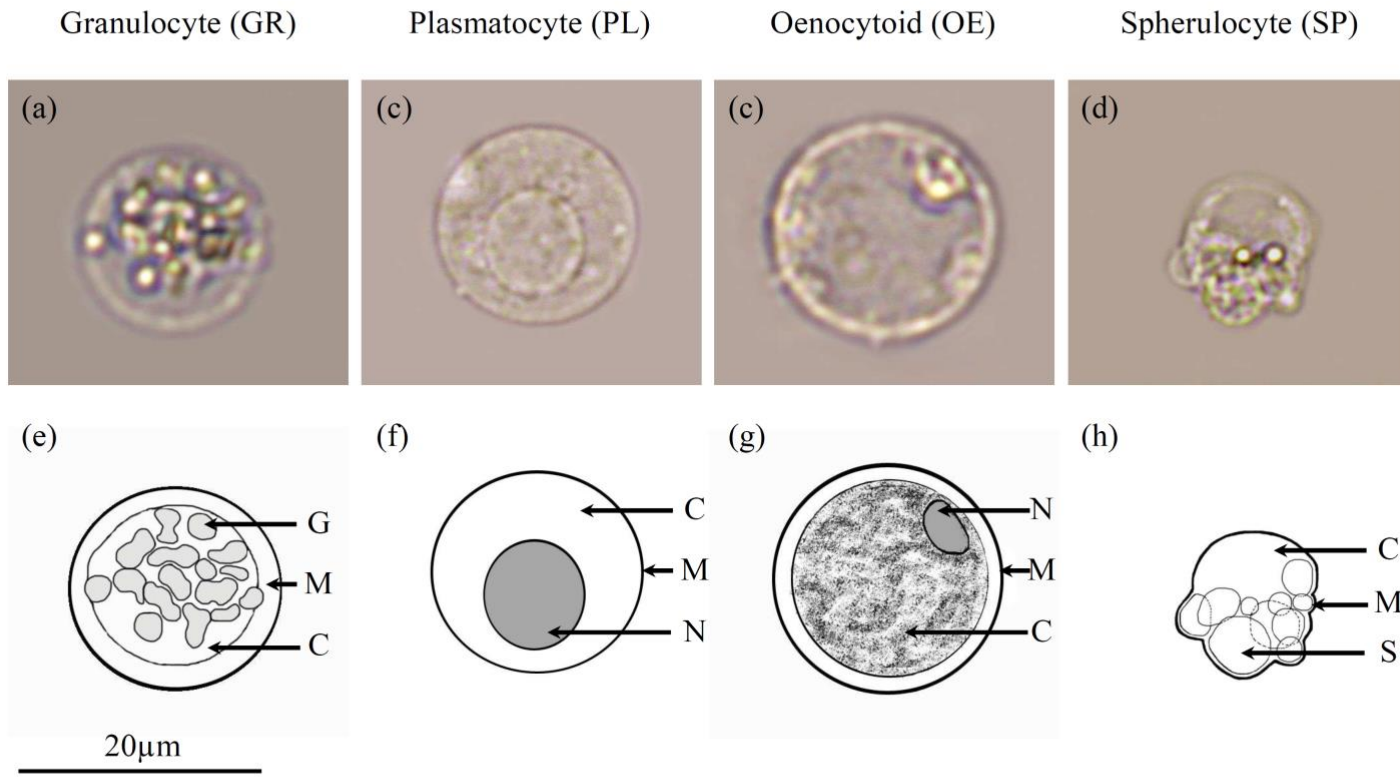 Granulocyte (GR) Plasmatocyte (PL) Oenocytoid (OE) Spherulocyte (SP)
(a) (c) (c) (d)
(e) (f) (g) (h)
G
M
C
C
M
N
N
M
C
C
M
S
20µm